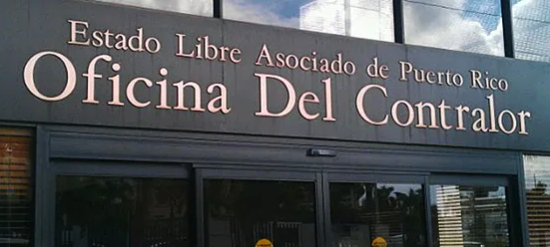 Estado Libre Asociado de Puerto Rico
Oficina Del Contralor